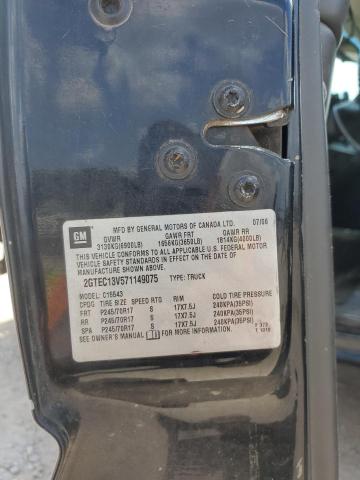 GM MFD BY GENERAL MOTORS OF CANADA LTD. 07/06
GVWR GAWR FRT GAWR RR
3130KG(6900LB) 1656KG(3650LB) 1814KG(4000LB)
THIS VEHICLE CONFORMS TO ALL APPLICABLE U.S. FEDERAL MOTOR
VEHICLE SAFETY STANDARDS IN EFFECT ON THE DATE OF
MANUFACTURE SHOWN ABOVE.
2GTEC13V571149075 TYPE: TRUCK
MODEL: C15543
CPDG TIRE SIZE SPEED RTG RIM COLD TIRE PRESSURE
FRT P245/70R17 S 17X7.5J 240KPA(35PSI)
RR P245/70R17 S 17X7.5J 240KPA(35PSI)
SPA P245/70R17 S 17X7.5J 240KPA(35PSI)
SEE OWNER'S MANUAL FOR MORE INFORMATION.